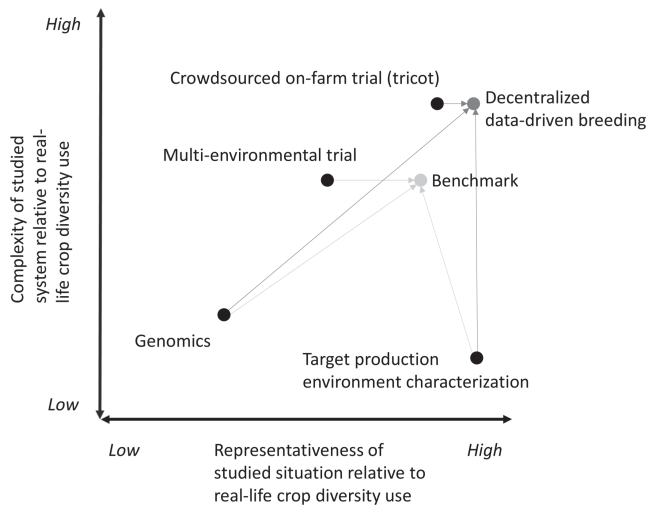 High
Crowdsourced on-farm trial (tricot)
Decentralized
data-driven breeding
Multi-environmental trial
Benchmark
Complexity of studied
system relative to real-
life crop diversity use
Genomics
Target production
environment characterization
Low
Low
Representativeness of
studied situation relative to
real-life crop diversity use
High